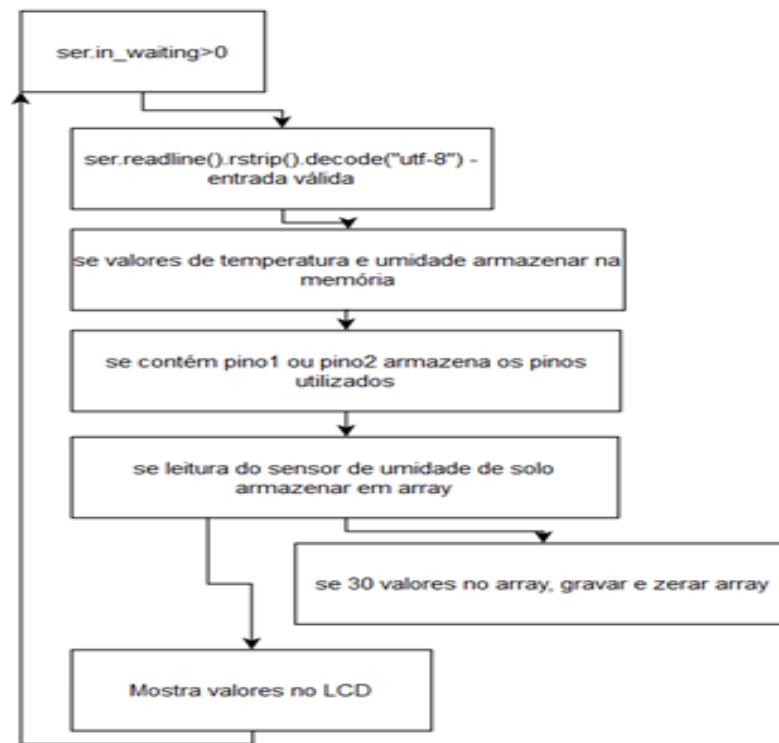 ser.in_waiting>0
ser.readline().rstrip().decode("utf-8") -
entrada válida
se valores de temperatura e umidade armazenar na
memória
se contém pino1 ou pino2 armazena os pinos
utilizados
se leitura do sensor de umidade de solo
armazenar em array
se 30 valores no array, gravar e zerar array
Mostra valores no LCD